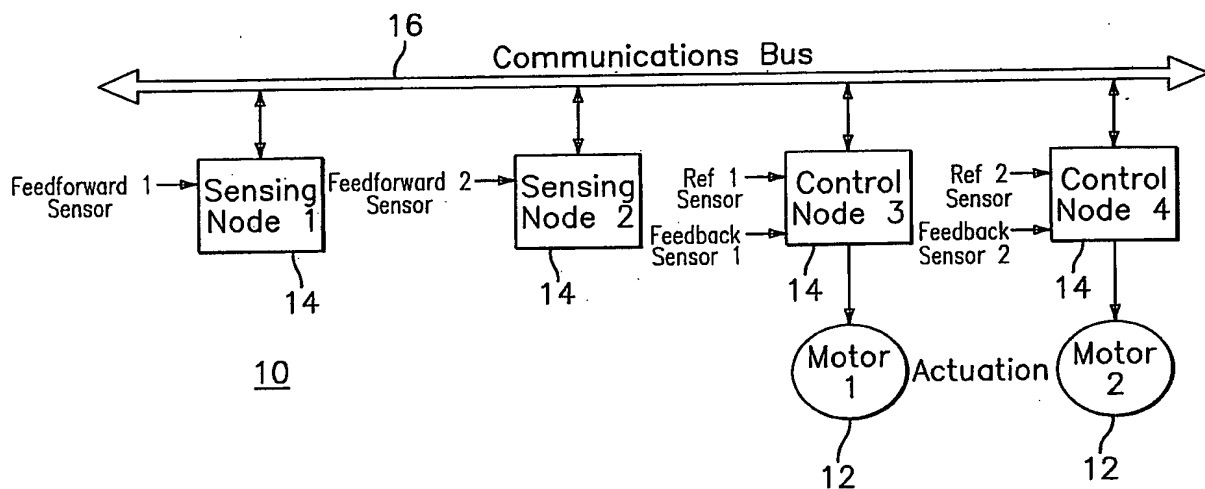 16
Communications Bus
Feedforward 1
Sensor
Sensing
Node 1
14
Feedforward 2
Sensor
Sensing
Node 2
14
Ref 1
Sensor
Feedback
Sensor 1
Control
Node 3
14
Ref 2
Sensor
Feedback
Sensor 2
Control
Node 4
14
10
Motor
1
Actuation
Motor
2
12
12